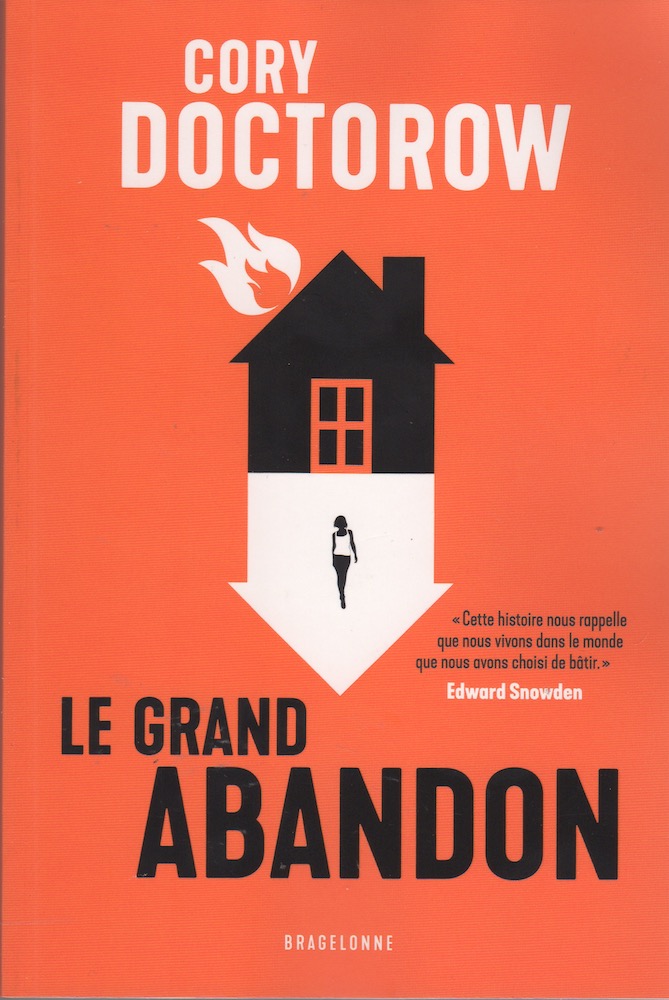 CORY
DOCTOROW
« Cette histoire nous rappelle
que nous vivons dans le monde
que nous avons choisi de bâtir. »
Edward Snowden
LE GRAND
ABANDON
BRAGELONNE